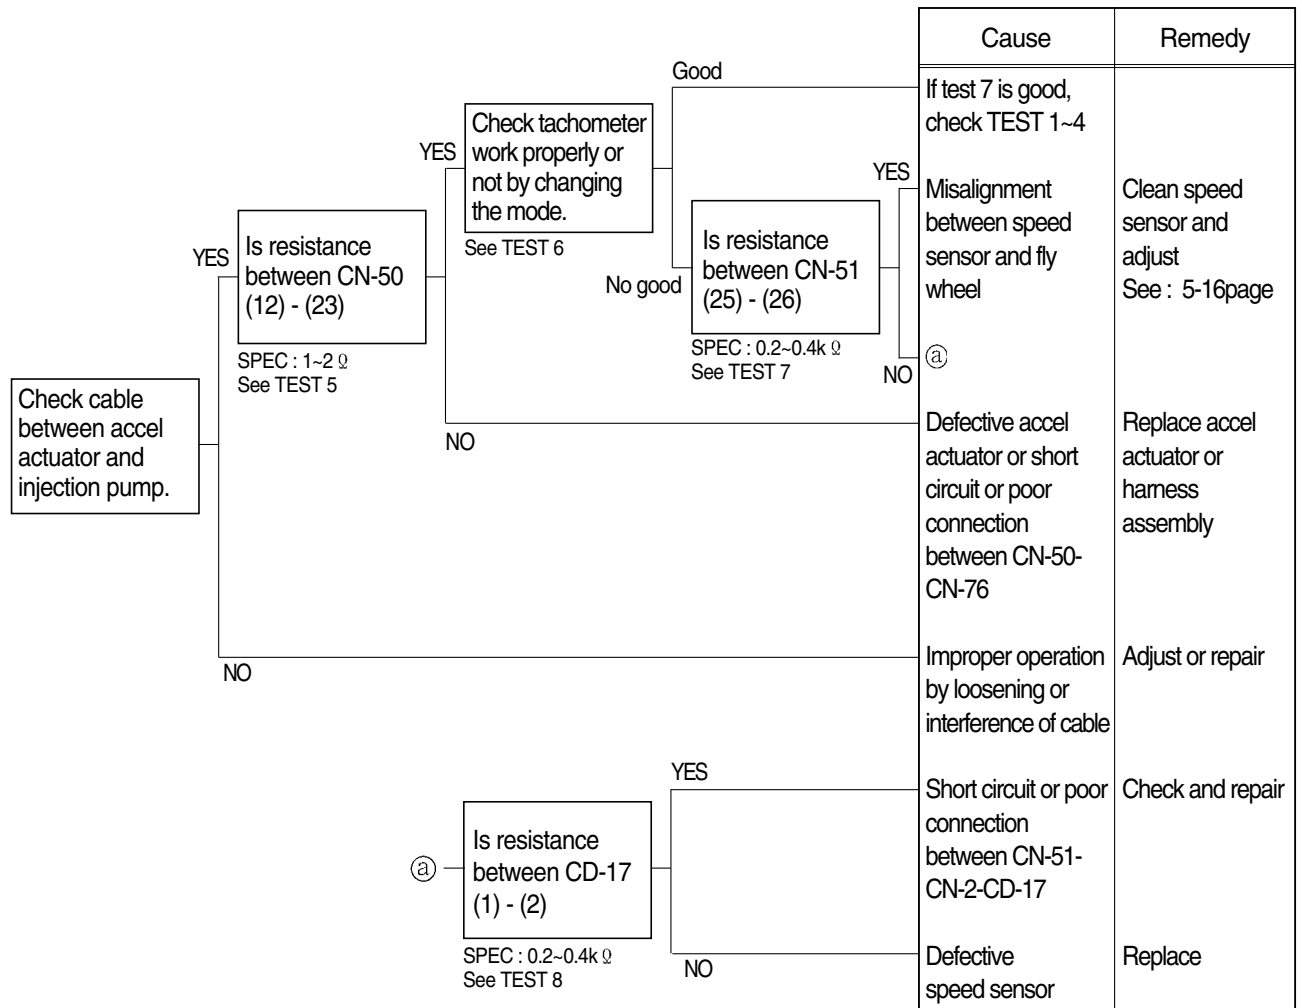 Cause
Remedy
Good
If test 7 is good,
check TEST 1~4
Check tachometer
work properly or
not by changing
the mode.
YES
See TEST 6
YES
Misalignment
between speed
sensor and fly
wheel
Clean speed
sensor and
adjust
See : 5-16page
Is resistance
between CN-51
(25) - (26)
No good
SPEC : 0.2~0.4k Ω
See TEST 7
NO
ⓐ
YES
Is resistance
between CN-50
(12) - (23)
SPEC : 1~2 Ω
See TEST 5
Check cable
between accel
actuator and
injection pump.
NO
Defective accel
actuator or short
circuit or poor
connection
between CN-50-
CN-76
Replace accel
actuator or
harness
assembly
NO
Improper operation
by loosening or
interference of cable
Adjust or repair
YES
Short circuit or poor
connection
between CN-51-
CN-2-CD-17
Check and repair
ⓐ
Is resistance
between CD-17
(1) - (2)
SPEC : 0.2~0.4k Ω
See TEST 8
NO
Defective
speed sensor
Replace